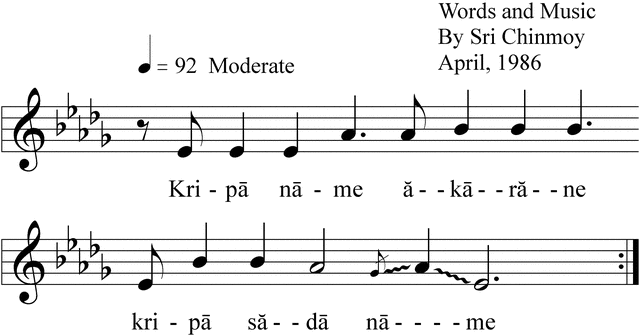 Words and Music
By Sri Chinmoy
♩ = 92 Moderate
April, 1986
Kri - pā nā - me ă - - kā - - ră - - ne
kri - pā să - - dā nā - - - - me